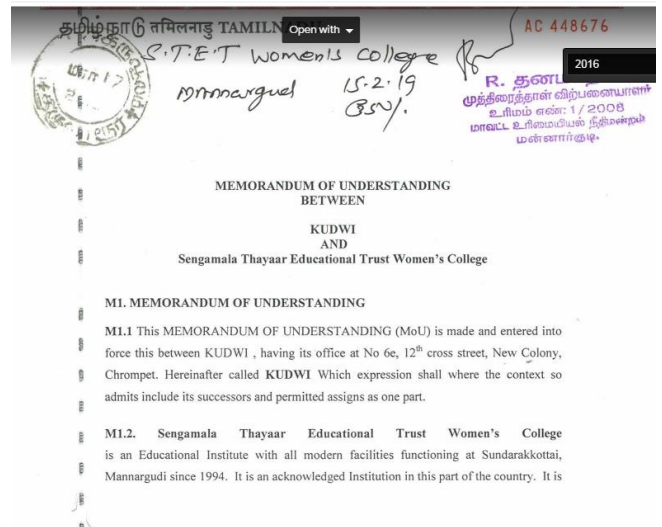 தமிழ்நாடு तमिलनाडु TAMILNADU
Open with
AC 448676
2016
S.T.E.T women's college
mannargudi 15.2.19
R. தனபா
முத்திரைத்தாள் விற்பனையாளர்
உரிமம் எண்: 1/2008
மாவட்ட உரிமையியல் நீதிமன்றம்
மன்னார்குடி.
MEMORANDUM OF UNDERSTANDING
BETWEEN
KUDWI
AND
Sengamala Thayaar Educational Trust Women's College
M1. MEMORANDUM OF UNDERSTANDING
M1.1 This MEMORANDUM OF UNDERSTANDING (MoU) is made and entered into
force this between KUDWI , having its office at No 6e, 12th cross street, New Colony,
Chrompet. Hereinafter called KUDWI Which expression shall where the context so
admits include its successors and permitted assigns as one part.
M1.2. Sengamala Thayaar Educational Trust Women's College
is an Educational Institute with all modern facilities functioning at Sundarakkottai,
Mannargudi since 1994. It is an acknowledged Institution in this part of the country. It is